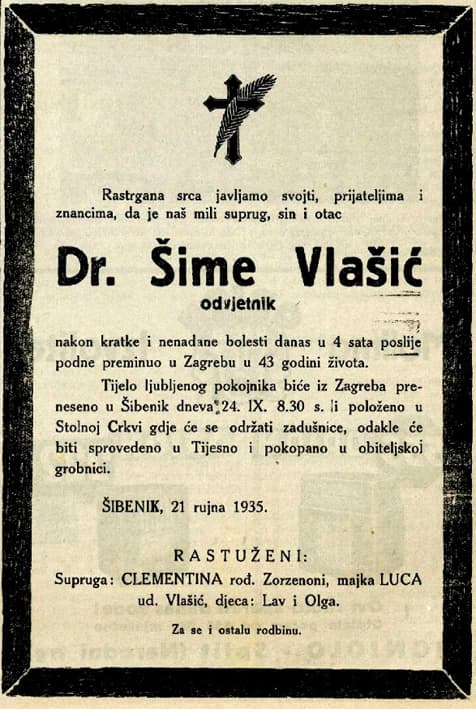 Rastrgana srca javljamo svojti, prijateljima i
znancima, da je naš mili suprug, sin i otac
Dr. Šime Vlašić
odvjetnik
nakon kratke i nenadane bolesti danas u 4 sata poslije
podne preminuo u Zagrebu u 43 godini života.
Tijelo ljubljenog pokojnika biće iz Zagreba pre-
neseno u Šibenik dneva 24. IX. 8.30 s. li položeno u
Stolnoj Crkvi gdje će se održati zadušnice, odakle će
biti sprovedeno u Tijesno i pokopano u obiteljskoj
grobnici.
ŠIBENIK, 21 rujna 1935.
RASTUŽENI:
Supruga: CLEMENTINA rođ. Zorzenoni, majka LUCA
ud. Vlašić, djeca: Lav i Olga.
Za se i ostalu rodbinu.